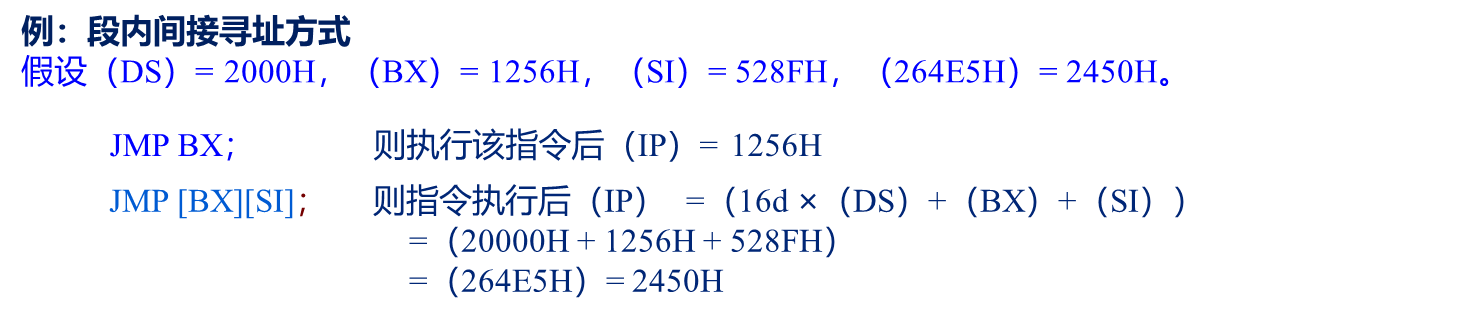 例：段内间接寻址方式
假设（DS）= 2000H，（BX）= 1256H，（SI）= 528FH，（264E5H）= 2450H。
JMP BX； 则执行该指令后（IP）= 1256H
JMP [BX][SI]； 则指令执行后（IP） =（16d ×（DS）+（BX）+（SI））
=（20000H + 1256H + 528FH）
=（264E5H）= 2450H